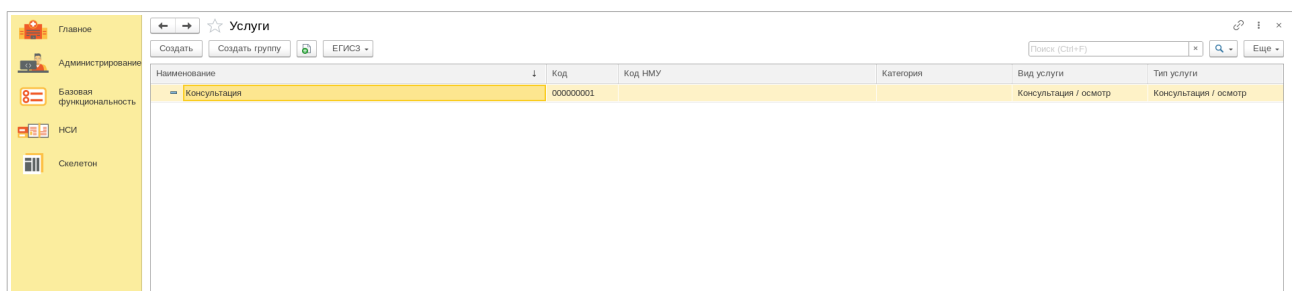 Главное
Администрирование
Базовая
функциональность
НСИ
Скелетон
Услуги
Создать Создать группу ЕГИСЗ Поиск (Ctrl+F) × Еще
Наименование ↓ Код Код НМУ Категория Вид услуги Тип услуги
Консультация 000000001 Консультация / осмотр Консультация / осмотр